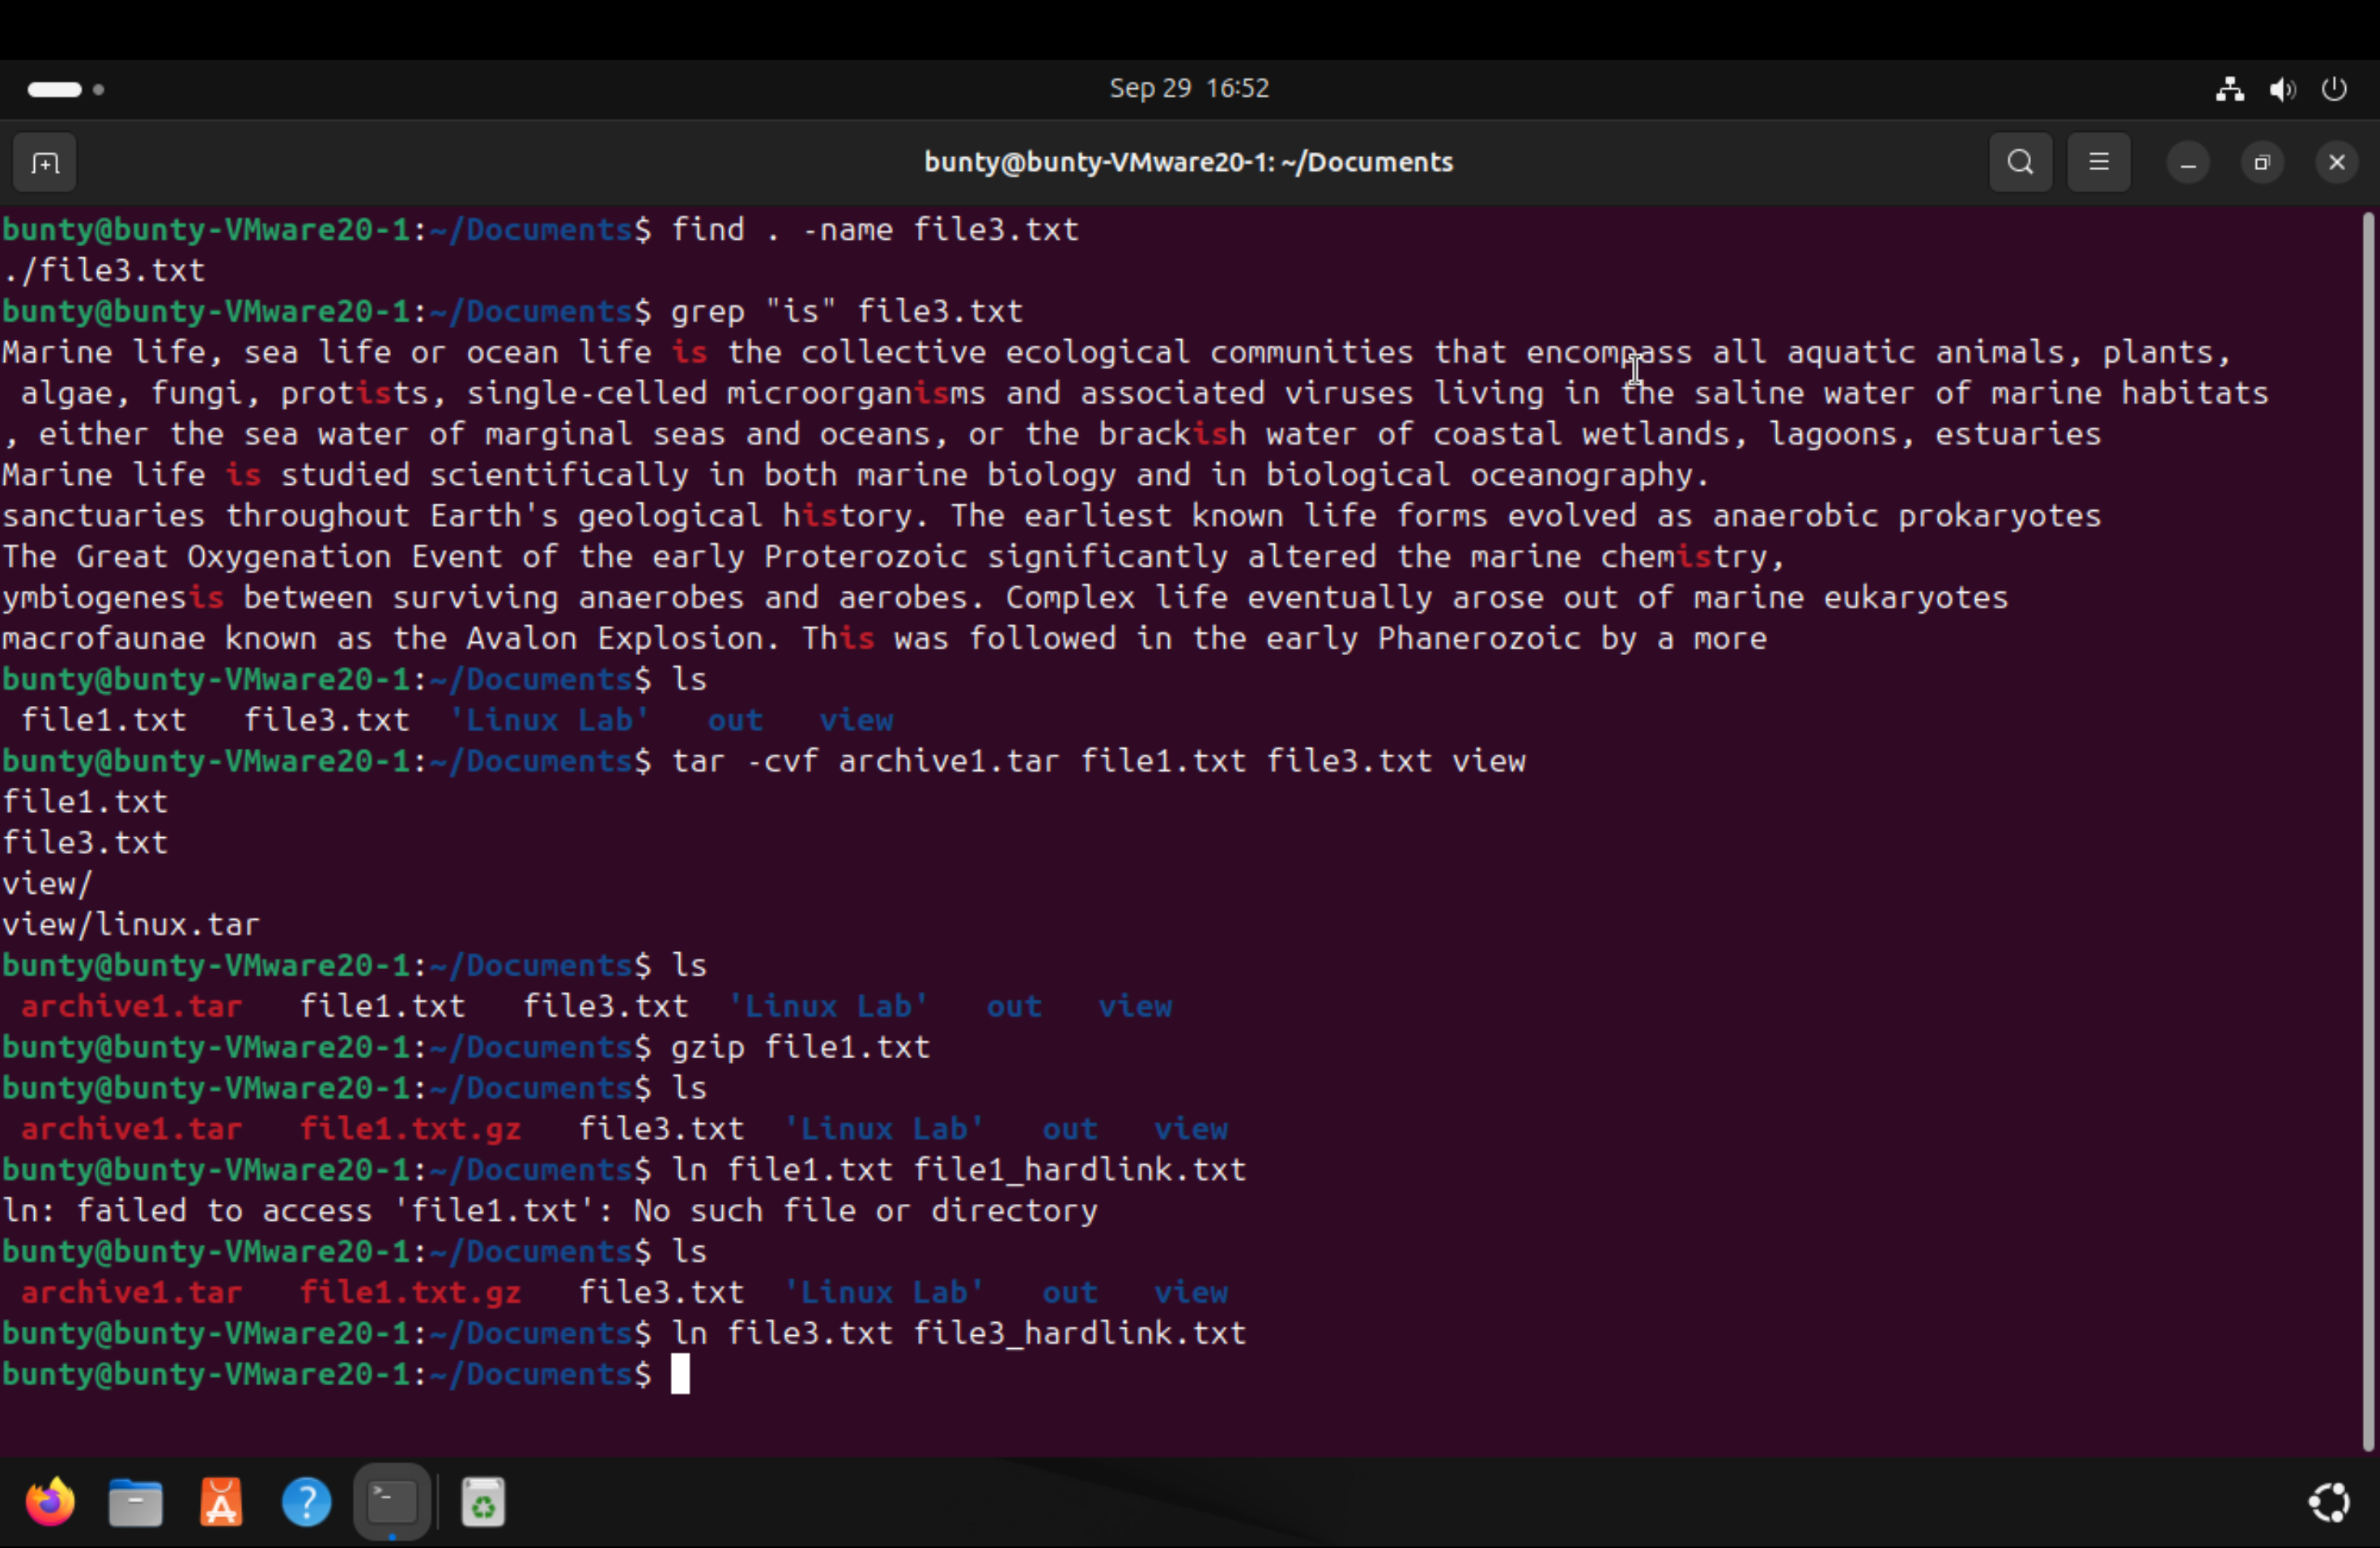 Sep 29 16:52
bunty@bunty-VMware20-1: ~/Documents
bunty@bunty-VMware20-1:~/Documents$ find . -name file3.txt
./file3.txt
bunty@bunty-VMware20-1:~/Documents$ grep "is" file3.txt
Marine life, sea life or ocean life is the collective ecological communities that encompass all aquatic animals, plants,
 algae, fungi, protists, single-celled microorganisms and associated viruses living in the saline water of marine habitats
, either the sea water of marginal seas and oceans, or the brackish water of coastal wetlands, lagoons, estuaries
Marine life is studied scientifically in both marine biology and in biological oceanography.
sanctuaries throughout Earth's geological history. The earliest known life forms evolved as anaerobic prokaryotes
The Great Oxygenation Event of the early Proterozoic significantly altered the marine chemistry,
ymbiogenesis between surviving anaerobes and aerobes. Complex life eventually arose out of marine eukaryotes
macrofaunae known as the Avalon Explosion. This was followed in the early Phanerozoic by a more
bunty@bunty-VMware20-1:~/Documents$ ls
 file1.txt   file3.txt  'Linux Lab'   out   view
bunty@bunty-VMware20-1:~/Documents$ tar -cvf archive1.tar file1.txt file3.txt view
file1.txt
file3.txt
view/
view/linux.tar
bunty@bunty-VMware20-1:~/Documents$ ls
 archive1.tar   file1.txt   file3.txt  'Linux Lab'   out   view
bunty@bunty-VMware20-1:~/Documents$ gzip file1.txt
bunty@bunty-VMware20-1:~/Documents$ ls
 archive1.tar   file1.txt.gz   file3.txt  'Linux Lab'   out   view
bunty@bunty-VMware20-1:~/Documents$ ln file1.txt file1_hardlink.txt
ln: failed to access 'file1.txt': No such file or directory
bunty@bunty-VMware20-1:~/Documents$ ls
 archive1.tar   file1.txt.gz   file3.txt  'Linux Lab'   out   view
bunty@bunty-VMware20-1:~/Documents$ ln file3.txt file3_hardlink.txt
bunty@bunty-VMware20-1:~/Documents$